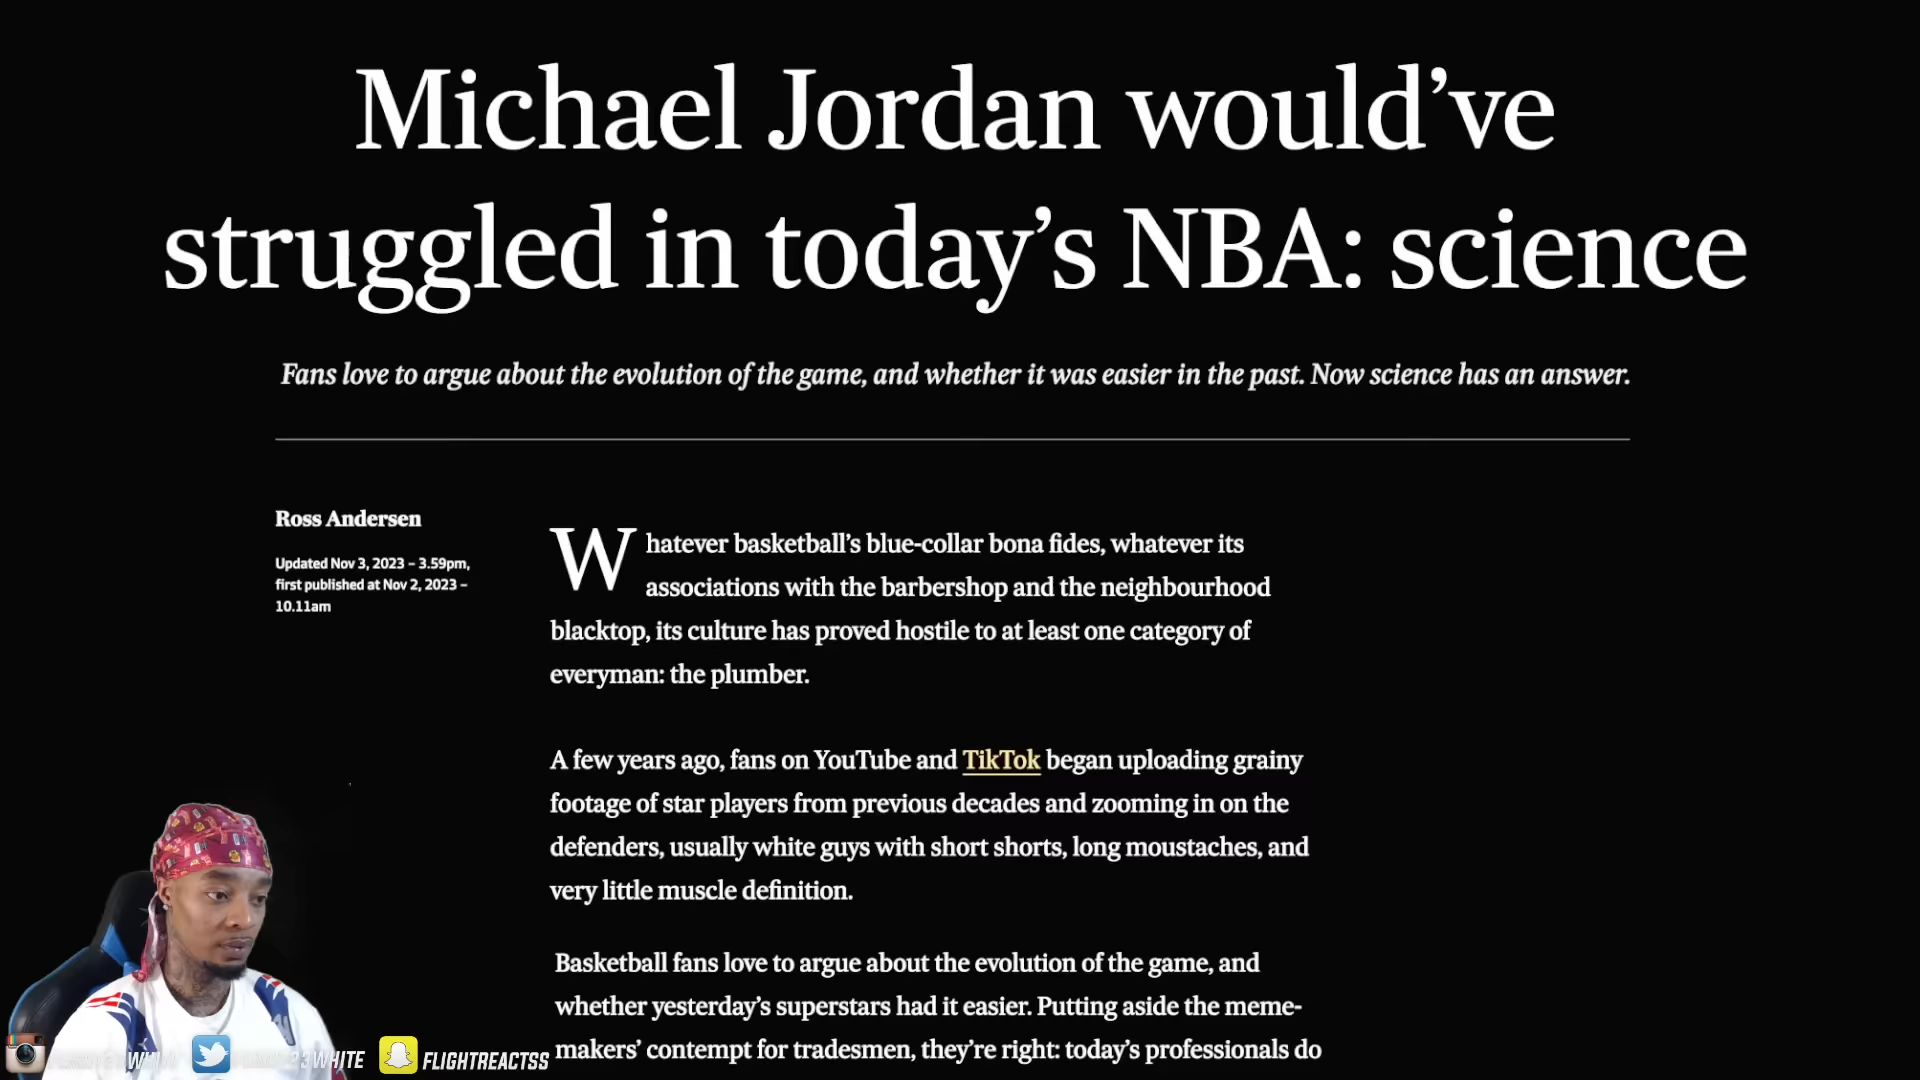 Michael Jordan would’ve
struggled in today’s NBA: science
Fans love to argue about the evolution of the game, and whether it was easier in the past. Now science has an answer.
Ross Andersen
Updated Nov 3, 2023 – 3.59pm,
first published at Nov 2, 2023 –
10.11am
Whatever basketball’s blue-collar bona fides, whatever its
associations with the barbershop and the neighbourhood
blacktop, its culture has proved hostile to at least one category of
everyman: the plumber.
A few years ago, fans on YouTube and TikTok began uploading grainy
footage of star players from previous decades and zooming in on the
defenders, usually white guys with short shorts, long moustaches, and
very little muscle definition.
Basketball fans love to argue about the evolution of the game, and
whether yesterday’s superstars had it easier. Putting aside the meme-
makers’ contempt for tradesmen, they’re right: today’s professionals do
FLIGHTREACTSS